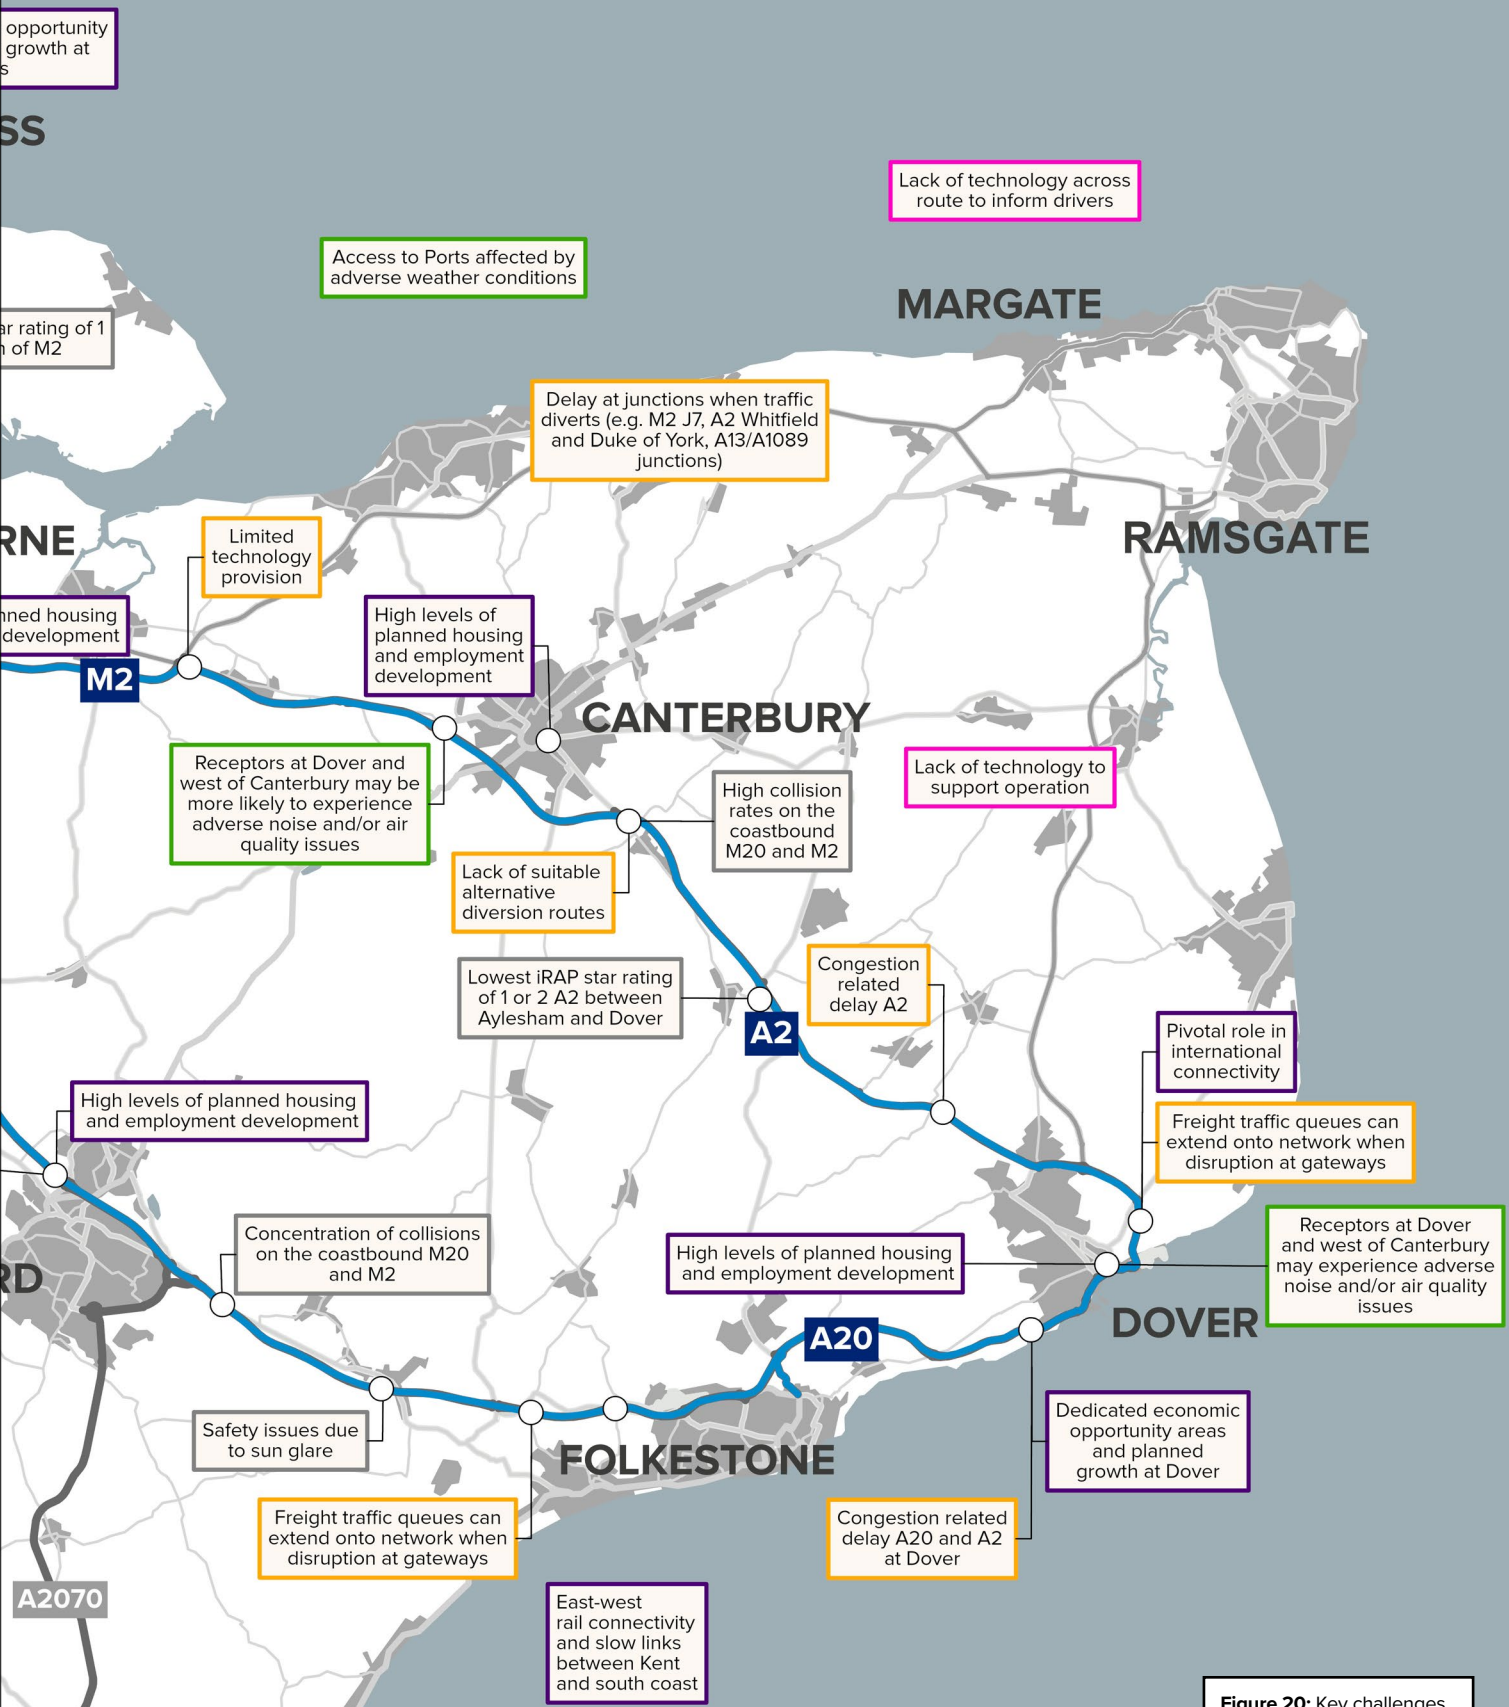 opportunity
growth at
s
SS
Lack of technology across
route to inform drivers
Access to Ports affected by
adverse weather conditions
MARGATE
ar rating of 1
n of M2
Delay at junctions when traffic
diverts (e.g. M2 J7, A2 Whitfield
and Duke of York, A13/A1089
junctions)
RNE
Limited
technology
provision
RAMSGATE
nned housing
development
High levels of
planned housing
and employment
development
M2
CANTERBURY
Receptors at Dover and
west of Canterbury may be
more likely to experience
adverse noise and/or air
quality issues
Lack of technology to
support operation
High collision
rates on the
coastbound
M20 and M2
Lack of suitable
alternative
diversion routes
Lowest iRAP star rating
of 1 or 2 A2 between
Aylesham and Dover
Congestion
related
delay A2
A2
Pivotal role in
international
connectivity
High levels of planned housing
and employment development
Freight traffic queues can
extend onto network when
disruption at gateways
Concentration of collisions
on the coastbound M20
and M2
RD
High levels of planned housing
and employment development
Receptors at Dover
and west of Canterbury
may experience adverse
noise and/or air quality
issues
DOVER
A20
Safety issues due
to sun glare
FOLKESTONE
Dedicated economic
opportunity areas
and planned
growth at Dover
Freight traffic queues can
extend onto network when
disruption at gateways
Congestion related
delay A20 and A2
at Dover
A2070
East-west
rail connectivity
and slow links
between Kent
and south coast
Figure 20: Key challenges